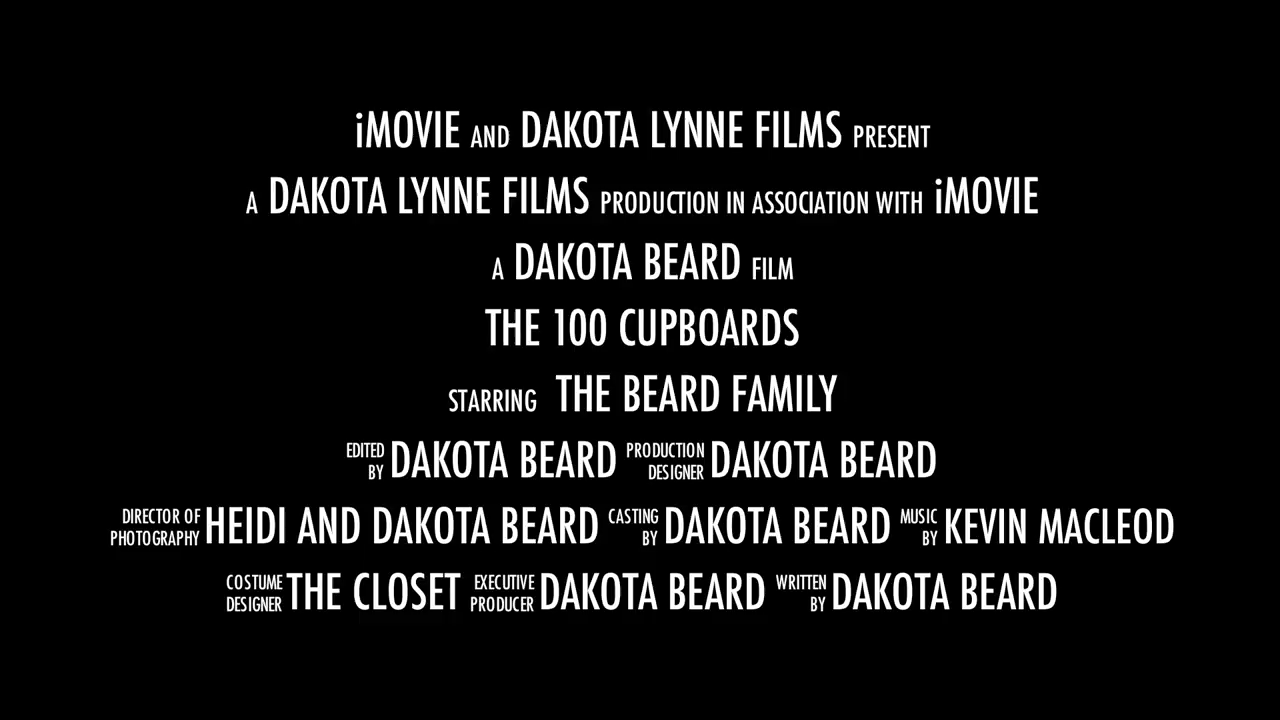 iMOVIE AND DAKOTA LYNNE FILMS PRESENT
A DAKOTA LYNNE FILMS PRODUCTION IN ASSOCIATION WITH iMOVIE
A DAKOTA BEARD FILM
THE 100 CUPBOARDS
STARRING THE BEARD FAMILY
EDITED BY DAKOTA BEARD PRODUCTION DESIGNER DAKOTA BEARD
DIRECTOR OF PHOTOGRAPHY HEIDI AND DAKOTA BEARD CASTING BY DAKOTA BEARD MUSIC BY KEVIN MACLEOD
COSTUME DESIGNER THE CLOSET EXECUTIVE PRODUCER DAKOTA BEARD WRITTEN BY DAKOTA BEARD